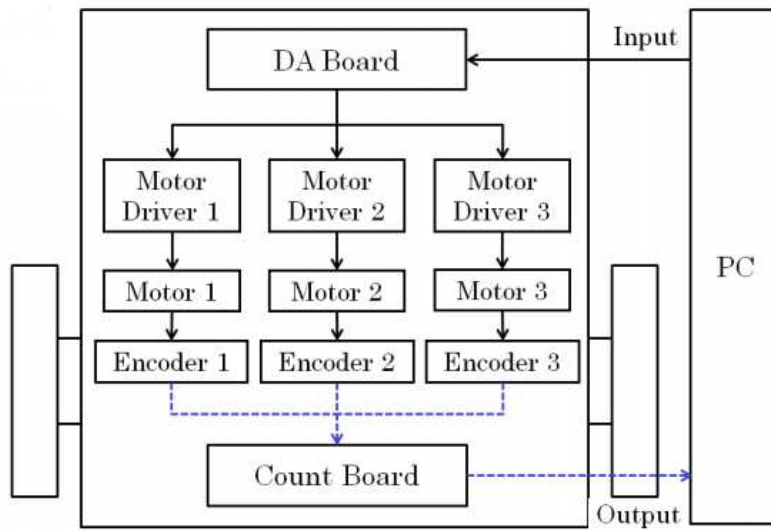 Input
DA Board
Motor
Driver 1
Motor
Driver 2
Motor
Driver 3
PC
Motor 1
Motor 2
Motor 3
Encoder 1
Encoder 2
Encoder 3
Count Board
Output